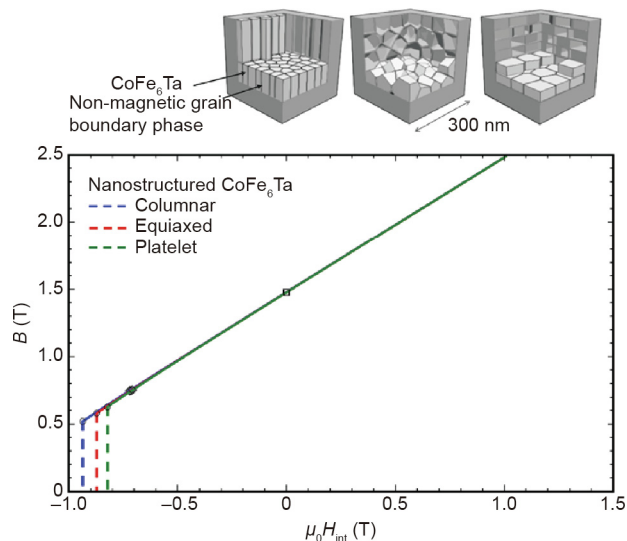 CoFe₆Ta
Non-magnetic grain
boundary phase
300 nm
2.5
Nanostructured CoFe₆Ta
Columnar
Equiaxed
Platelet
2.0
1.5
1.0
0.5
0
B (T)
–1.0 –0.5 0 0.5 1.0 1.5
μ₀Hint (T)